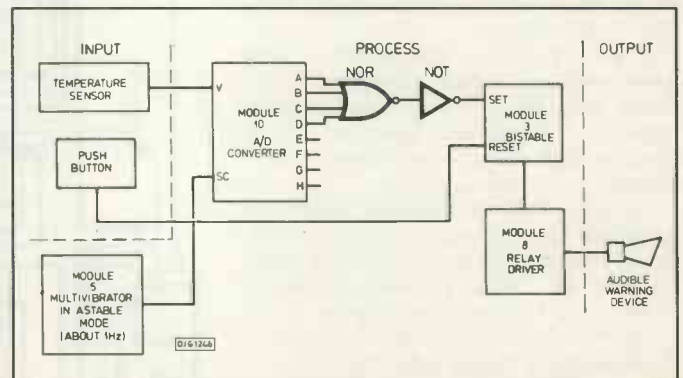 INPUT
PROCESS
OUTPUT
TEMPERATURE
SENSOR
PUSH
BUTTON
MODULE
5
MULTIVIBRATOR
IN ASTABLE
MODE
(ABOUT 1Hz)
V
SC
MODULE
10
A/D
CONVERTER
A
B
C
D
E
F
G
H
NOR
NOT
SET
MODULE
3
BISTABLE
RESET
MODULE
8
RELAY
DRIVER
AUDIBLE
WARNING
DEVICE